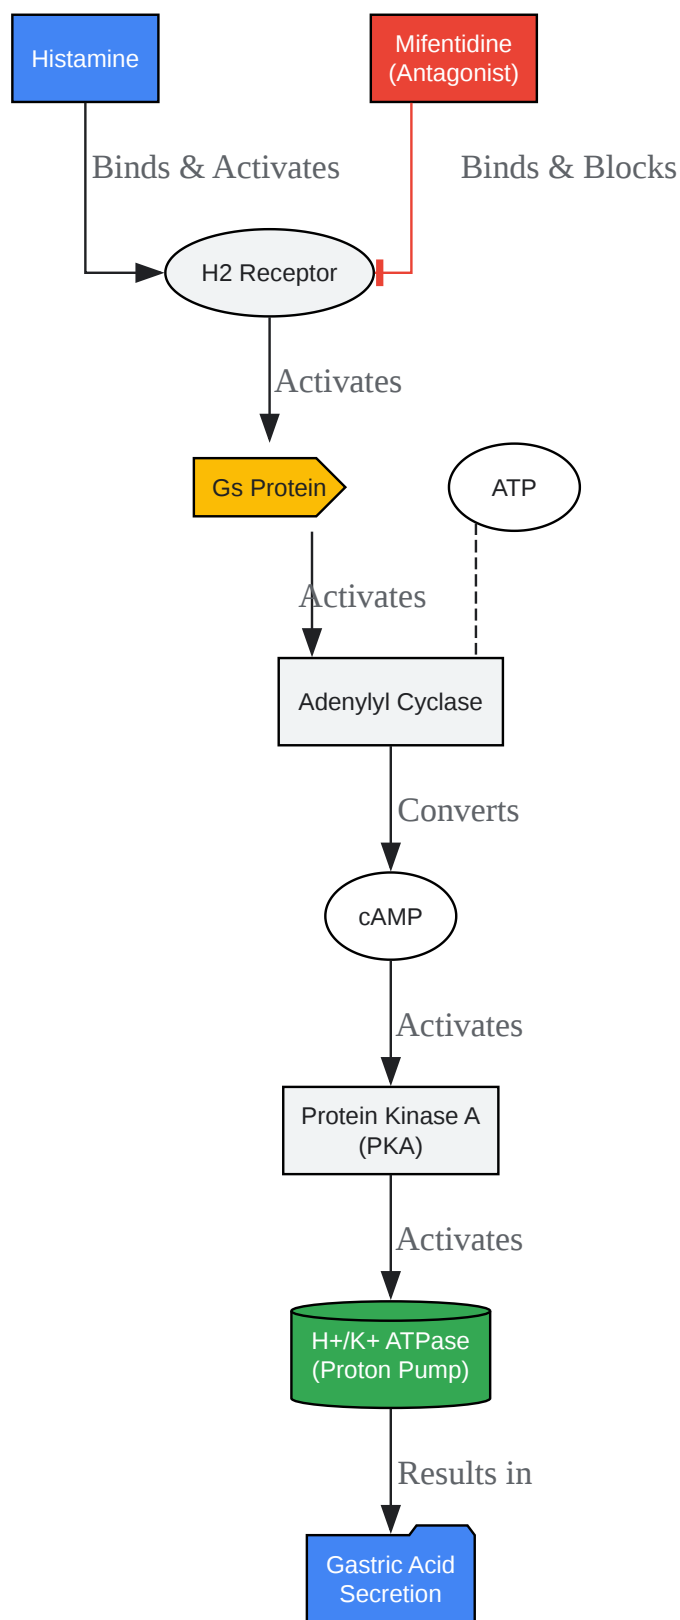 Histamine
Mifentidine
(Antagonist)
Binds & Activates
Binds & Blocks
H2 Receptor
Activates
Gs Protein
ATP
Activates
Adenylyl Cyclase
Converts
cAMP
Activates
Protein Kinase A
(PKA)
Activates
H+/K+ ATPase
(Proton Pump)
Results in
Gastric Acid
Secretion